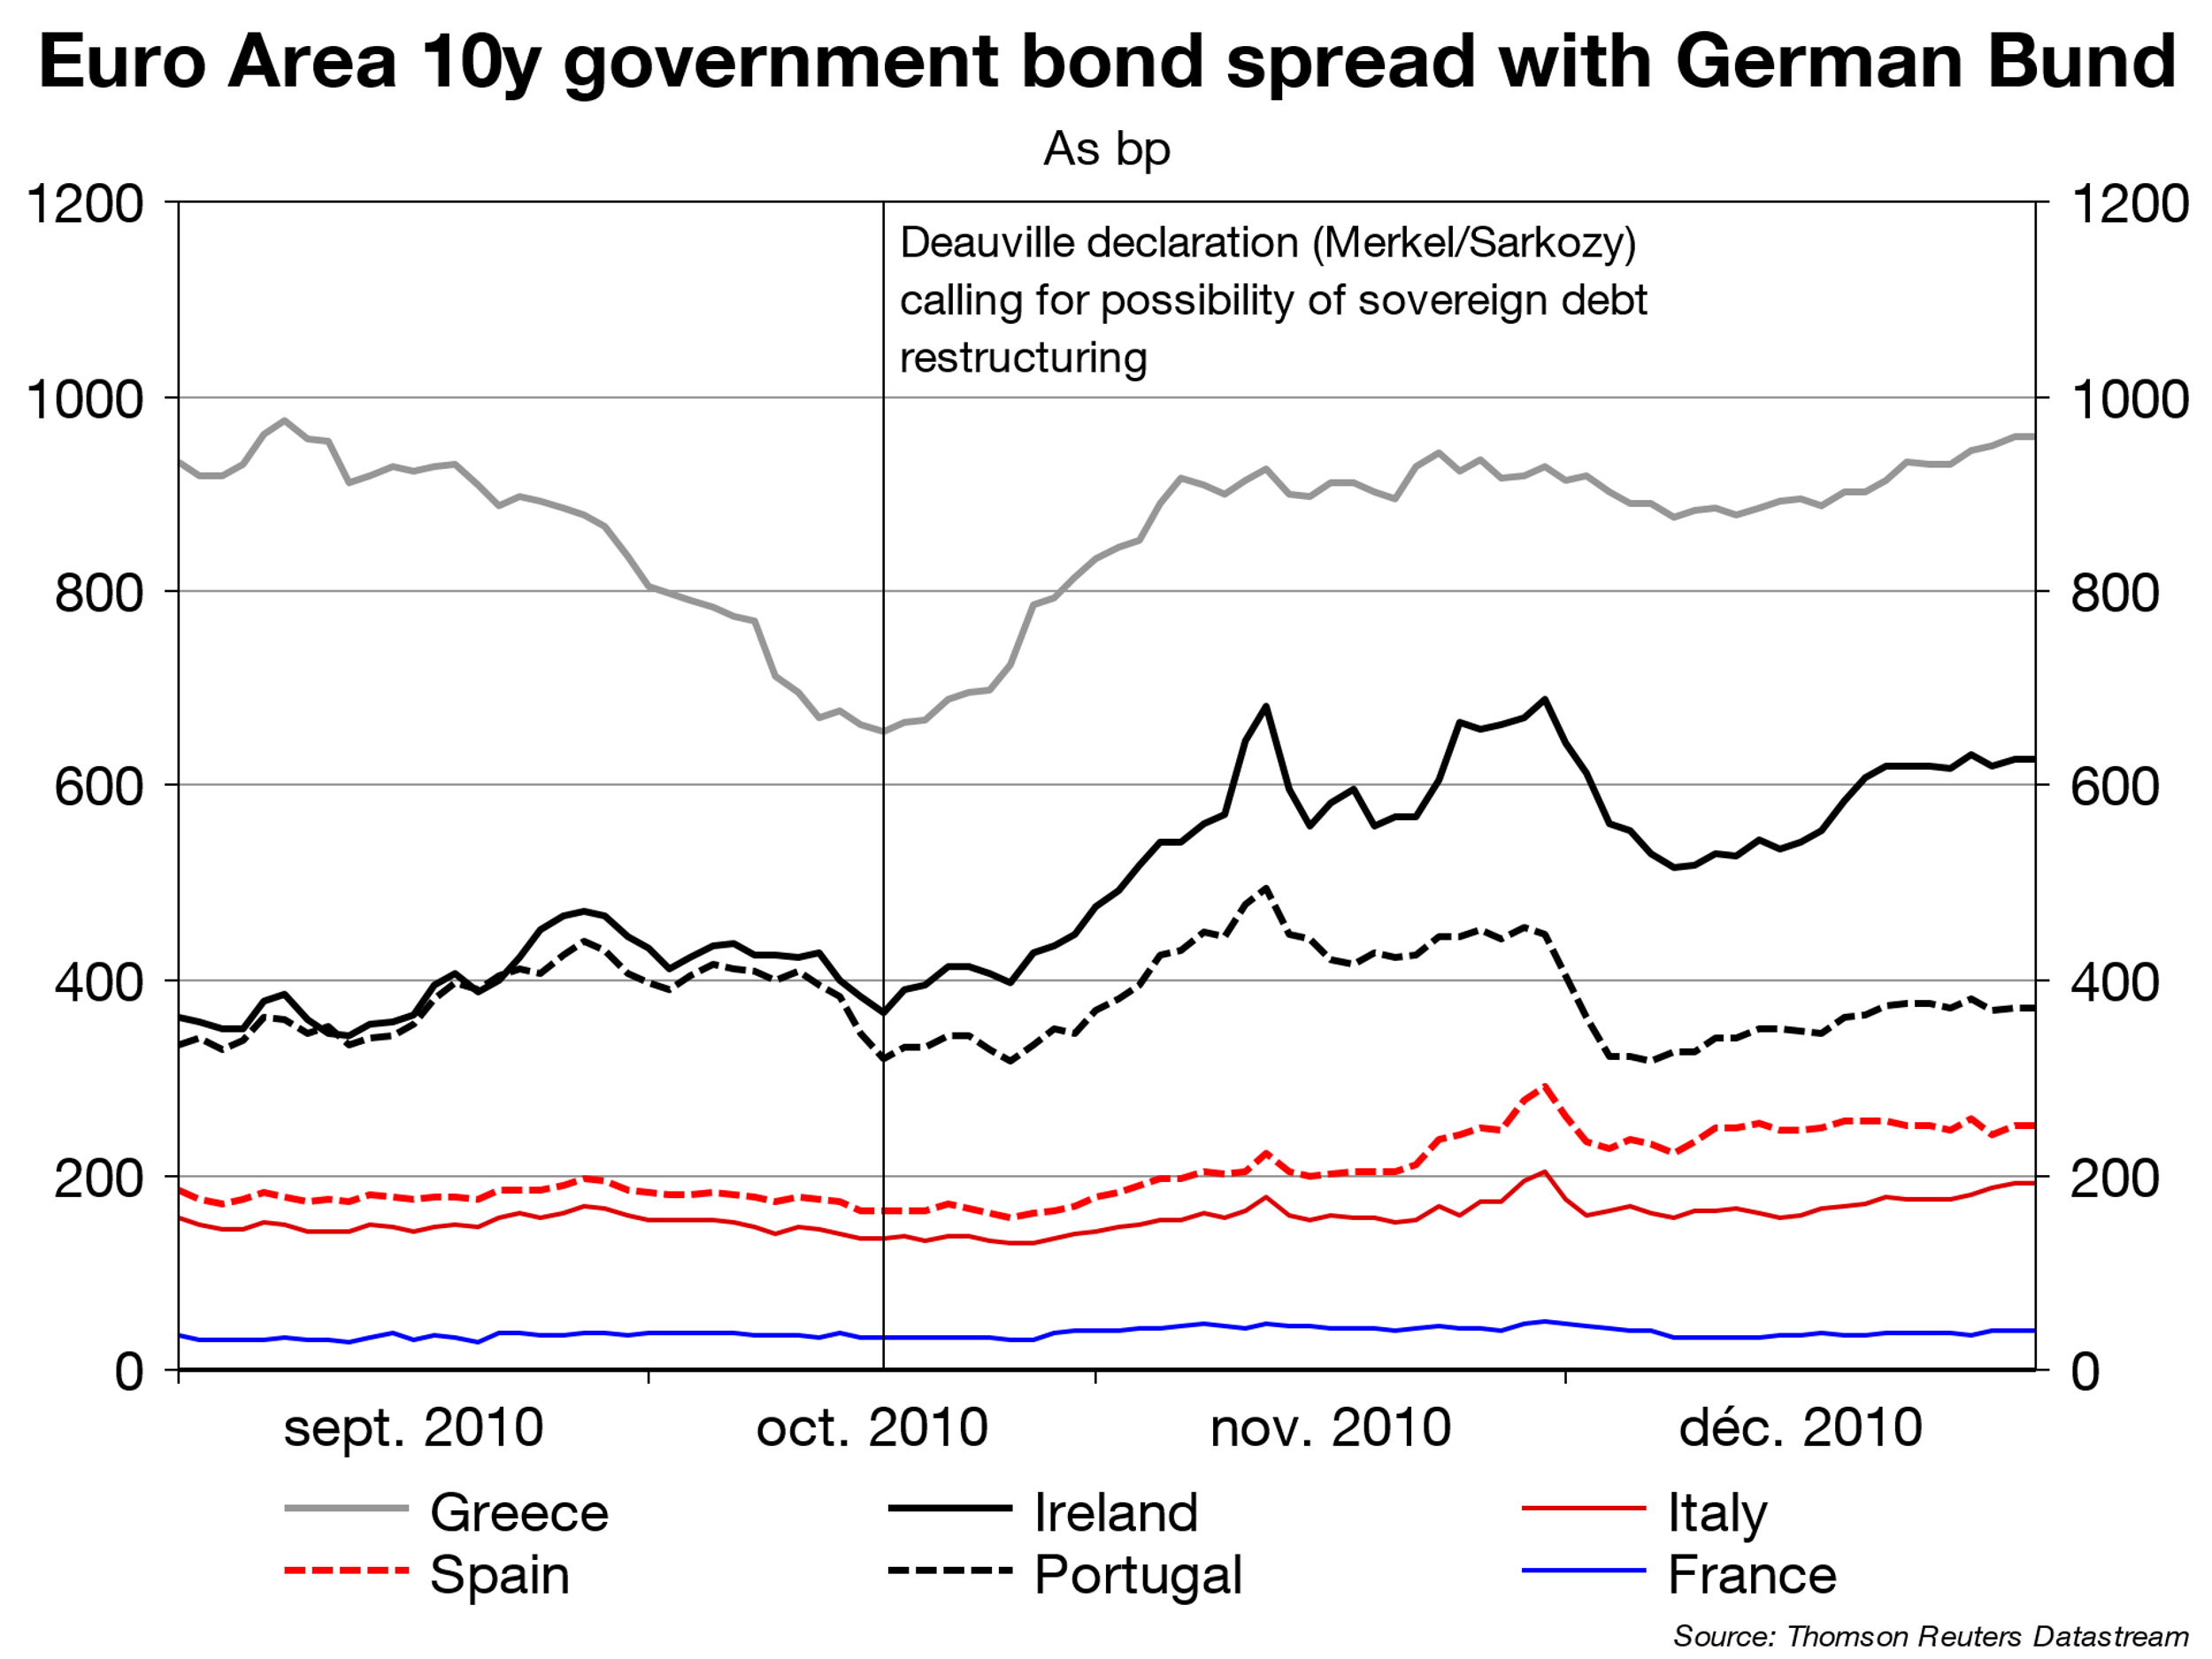 Euro Area 10y government bond spread with German Bund
As bp
1200
1000
800
600
400
200
0
1200
1000
800
600
400
200
0
Deauville declaration (Merkel/Sarkozy)
calling for possibility of sovereign debt
restructuring
sept. 2010
oct. 2010
nov. 2010
déc. 2010
Greece
Ireland
Italy
Spain
Portugal
France
Source: Thomson Reuters Datastream